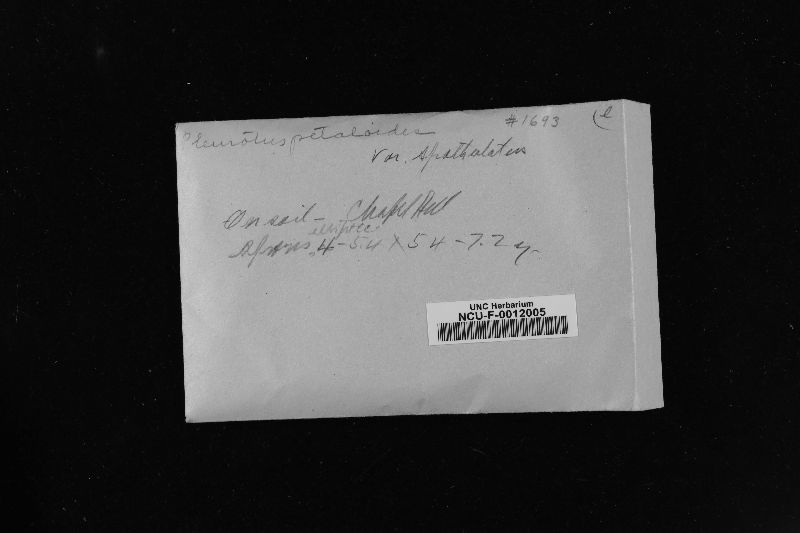 Pleurotus petaloides #1693 (e
Var. Spathulatus
On soil - Chapel Hill
elliptic
Spores, 4-5.4 X 5.4-7.2
UNC Herbarium
NCU-F-0012005